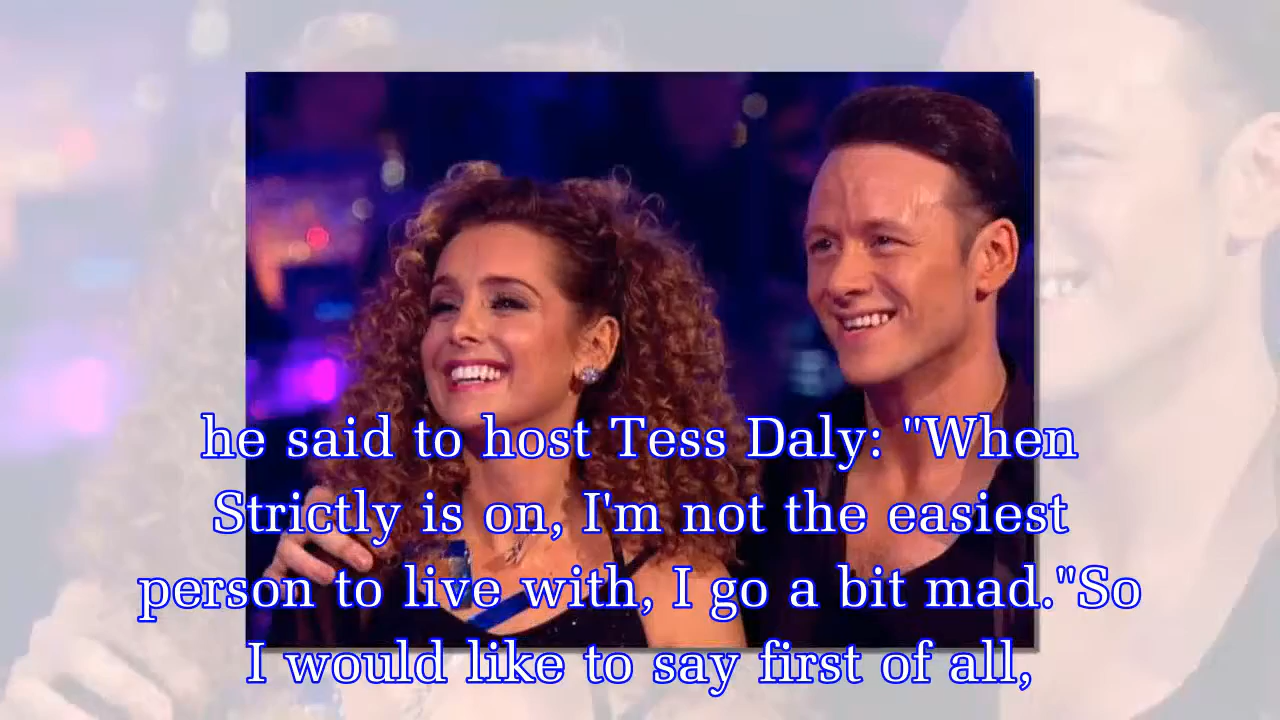 he said to host Tess Daly: "When
Strictly is on, I'm not the easiest
person to live with, I go a bit mad."So
I would like to say first of all,